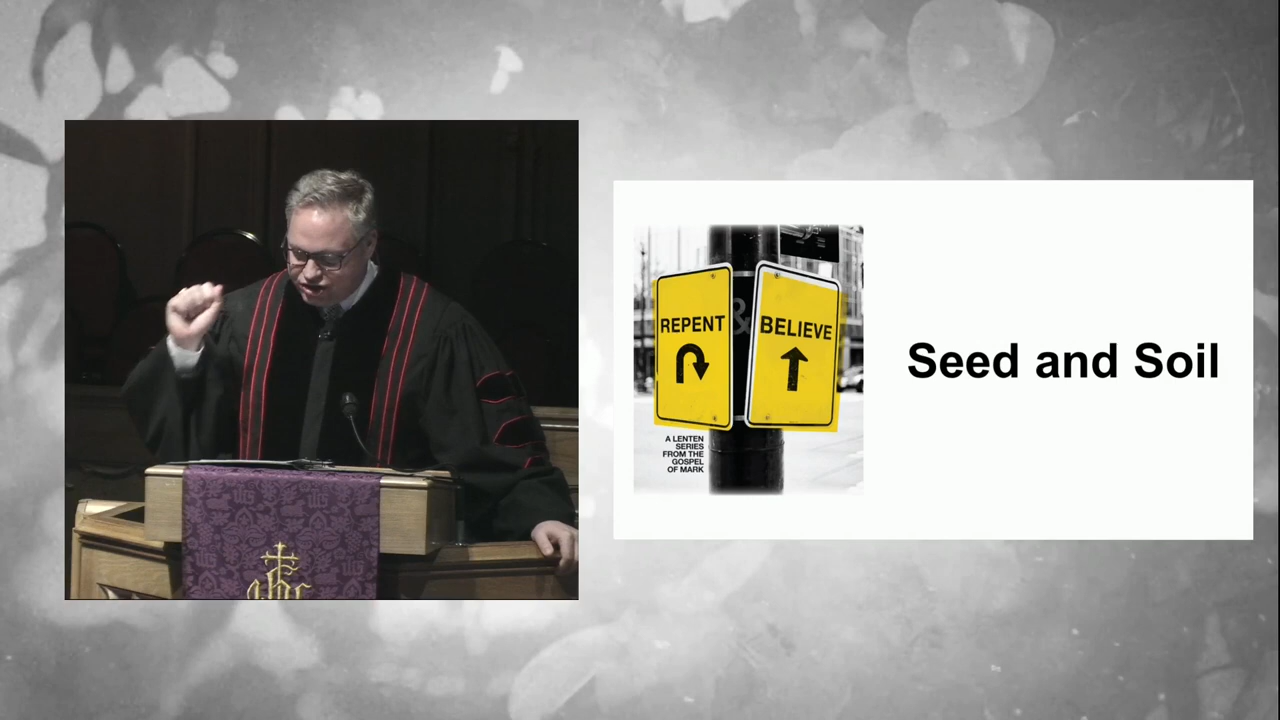 REPENT
&
BELIEVE
A LENTEN
SERIES
FROM THE
GOSPEL
OF MARK
Seed and Soil